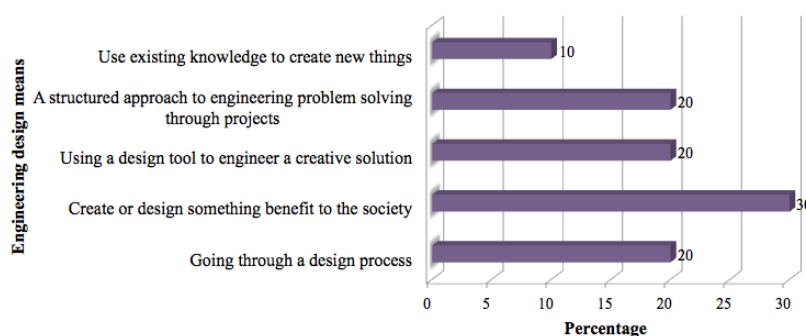 Engineering design means
Use existing knowledge to create new things
10
A structured approach to engineering problem solving
through projects
20
Using a design tool to engineer a creative solution
20
Create or design something benefit to the society
30
Going through a design process
20
0 5 10 15 20 25 30
Percentage